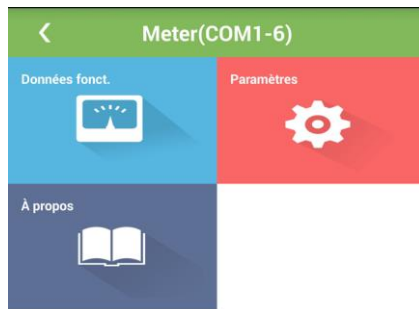 Meter(COM1-6)
Données fonct.
Paramètres
À propos